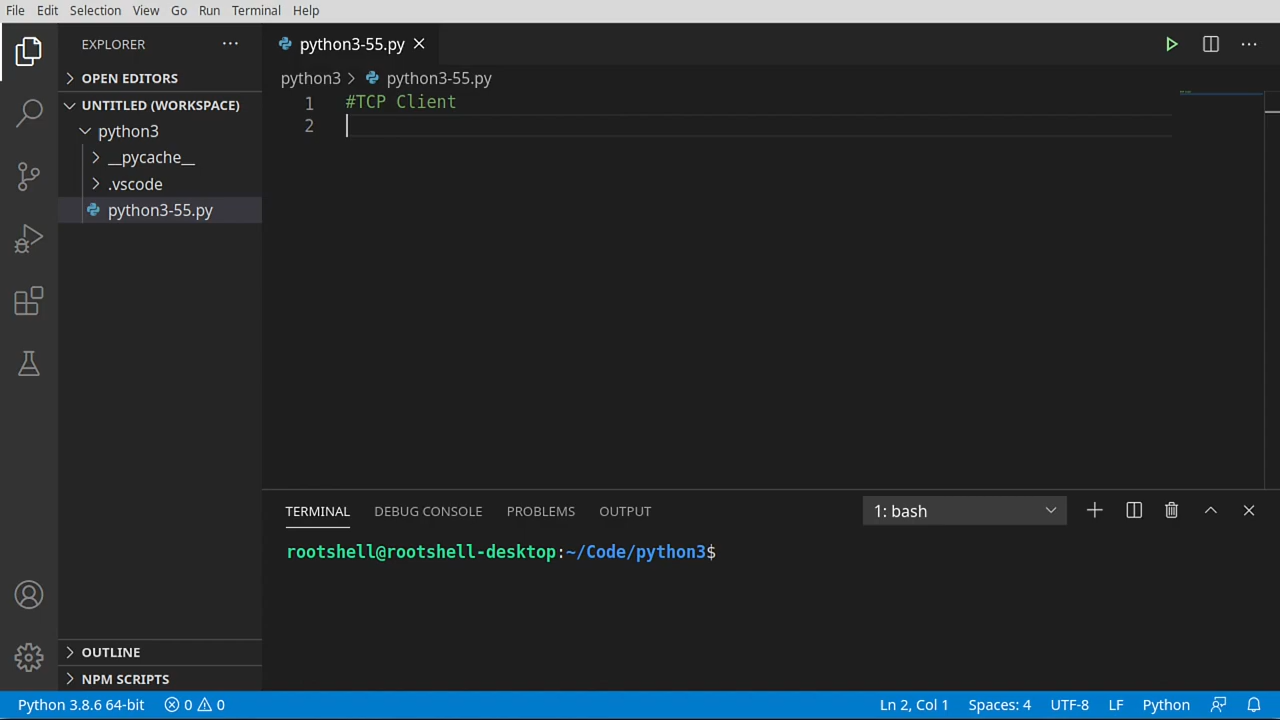 File Edit Selection View Go Run Terminal Help
EXPLORER
OPEN EDITORS
UNTITLED (WORKSPACE)
python3
__pycache__
.vscode
python3-55.py
OUTLINE
NPM SCRIPTS
python3-55.py
python3 > python3-55.py
1 #TCP Client
2
TERMINAL DEBUG CONSOLE PROBLEMS OUTPUT 1: bash
rootshell@rootshell-desktop:~/Code/python3$
Python 3.8.6 64-bit 0 0 Ln 2, Col 1 Spaces: 4 UTF-8 LF Python